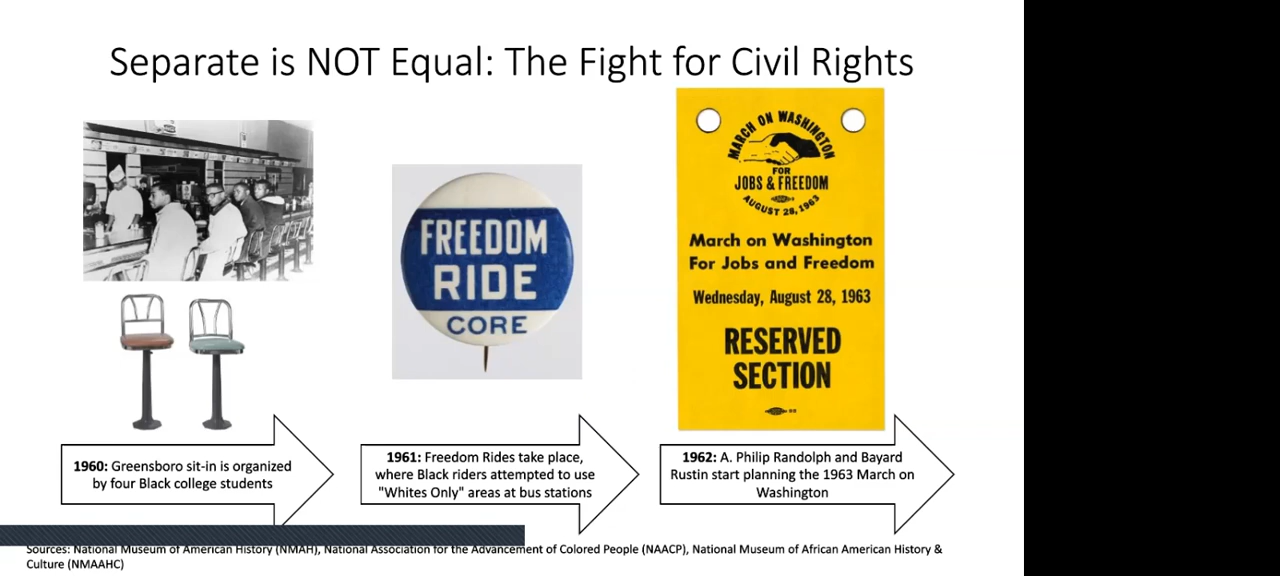 Separate is NOT Equal: The Fight for Civil Rights
FREEDOM
RIDE
CORE
MARCH ON WASHINGTON
FOR
JOBS & FREEDOM
AUGUST 28, 1963
March on Washington
For Jobs and Freedom
Wednesday, August 28, 1963
RESERVED
SECTION
1960: Greensboro sit-in is organized
by four Black college students
1961: Freedom Rides take place,
where Black riders attempted to use
"Whites Only" areas at bus stations
1962: A. Philip Randolph and Bayard
Rustin start planning the 1963 March on
Washington
Sources: National Museum of American History (NMAH), National Association for the Advancement of Colored People (NAACP), National Museum of African American History &
Culture (NMAAHC)